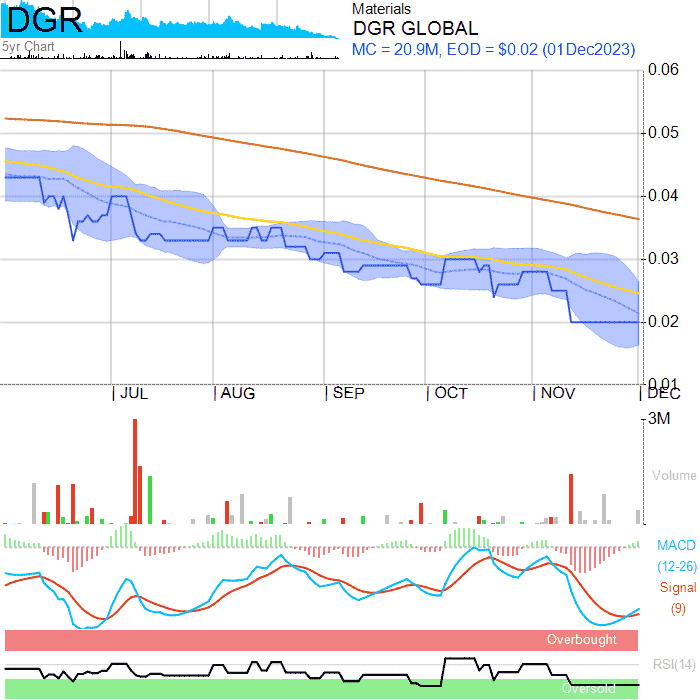 DGR
5yr Chart
Materials
DGR GLOBAL
MC = 20.9M, EOD = $0.02 (01Dec2023)
0.06
0.05
0.04
0.03
0.02
0.01
JUL AUG SEP OCT NOV DEC
3M
Volume
MACD
(12-26)
Signal
(9)
Overbought
RSI(14)
Oversold